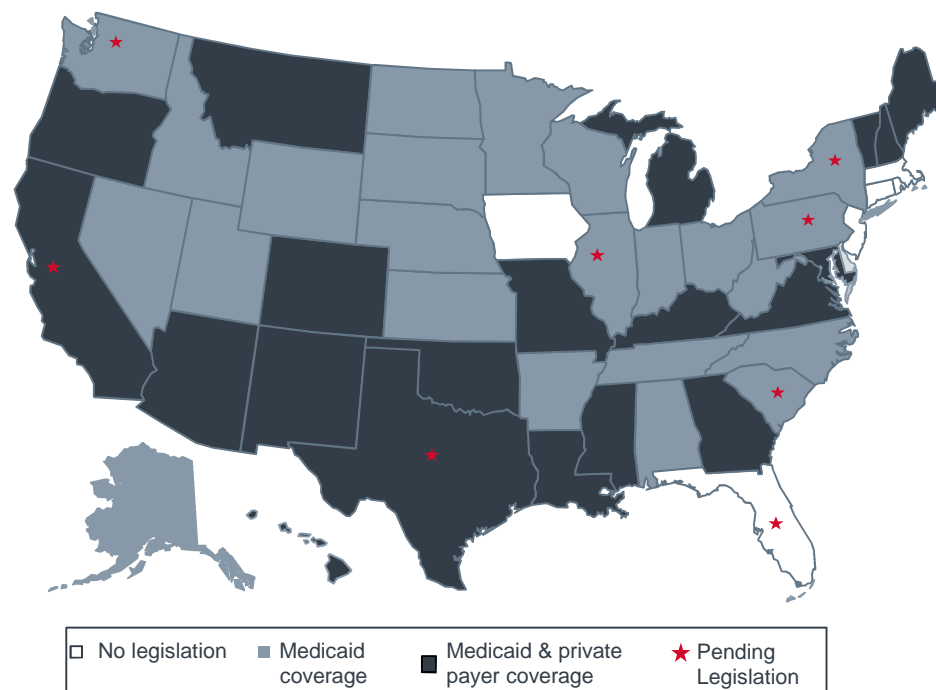 No legislation
Medicaid
coverage
Medicaid & private
payer coverage
Pending
Legislation